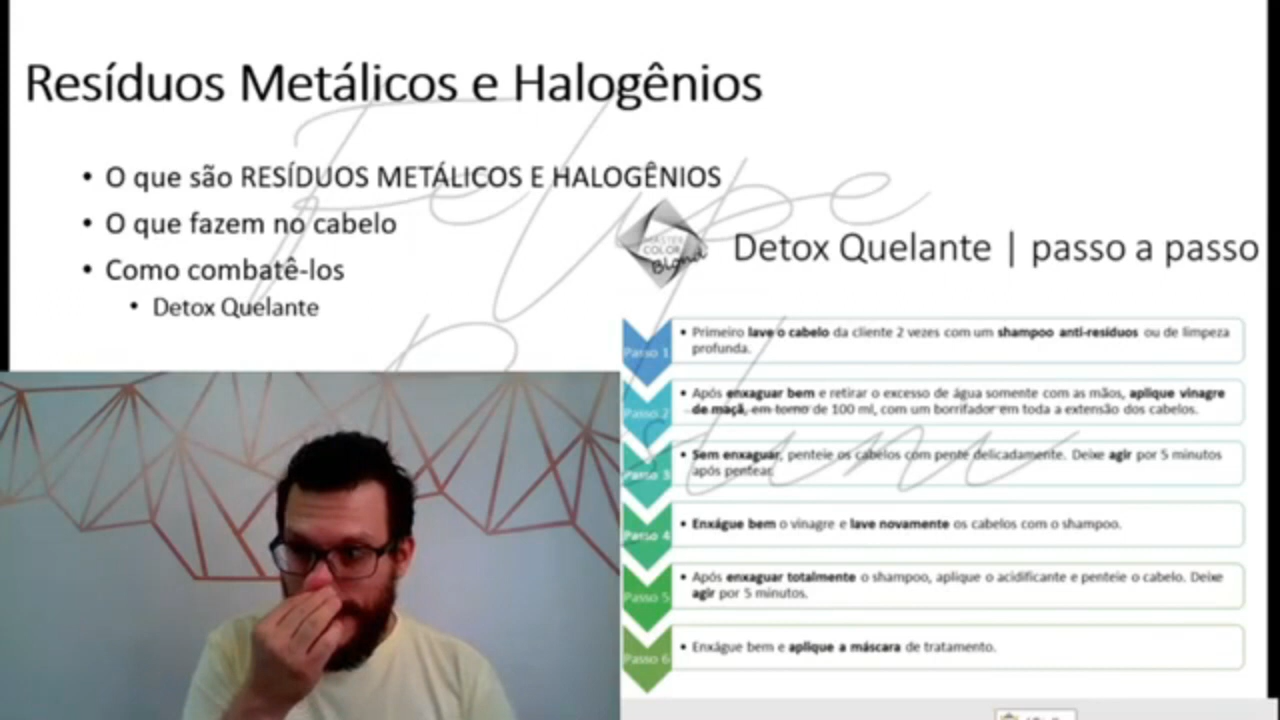 Resíduos Metálicos e Halogênios
• O que são RESÍDUOS METÁLICOS E HALOGÊNIOS
• O que fazem no cabelo
• Como combatê-los
• Detox Quelante
Felipe
MASTER
COLOR
Blond
Detox Quelante | passo a passo
Passo 1
• Primeiro lave o cabelo da cliente 2 vezes com um shampoo anti-resíduos ou de limpeza
profunda.
Passo 2
• Após enxaguar bem e retirar o excesso de água somente com as mãos, aplique vinagre
de maçã, em torno de 100 ml, com um borrifador em toda a extensão dos cabelos.
Passo 3
• Sem enxaguar, penteie os cabelos com pente delicadamente. Deixe agir por 5 minutos
após pentear.
Passo 4
• Enxágue bem o vinagre e lave novamente os cabelos com o shampoo.
Passo 5
• Após enxaguar totalmente o shampoo, aplique o acidificante e penteie o cabelo. Deixe
agir por 5 minutos.
Passo 6
• Enxágue bem e aplique a máscara de tratamento.